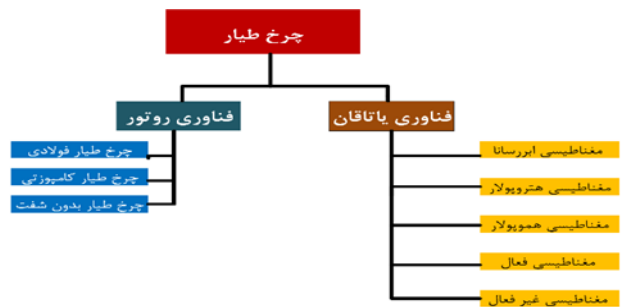 چرخ طیار
فناوری یاتاقان
مغناطیسی ابررسانا
مغناطیسی هتروپولار
مغناطیسی هموپولار
مغناطیسی فعال
مغناطیسی غیر فعال
فناوری روتور
چرخ طیار فولادی
چرخ طیار کامپوزتی
چرخ طیار بدون شفت